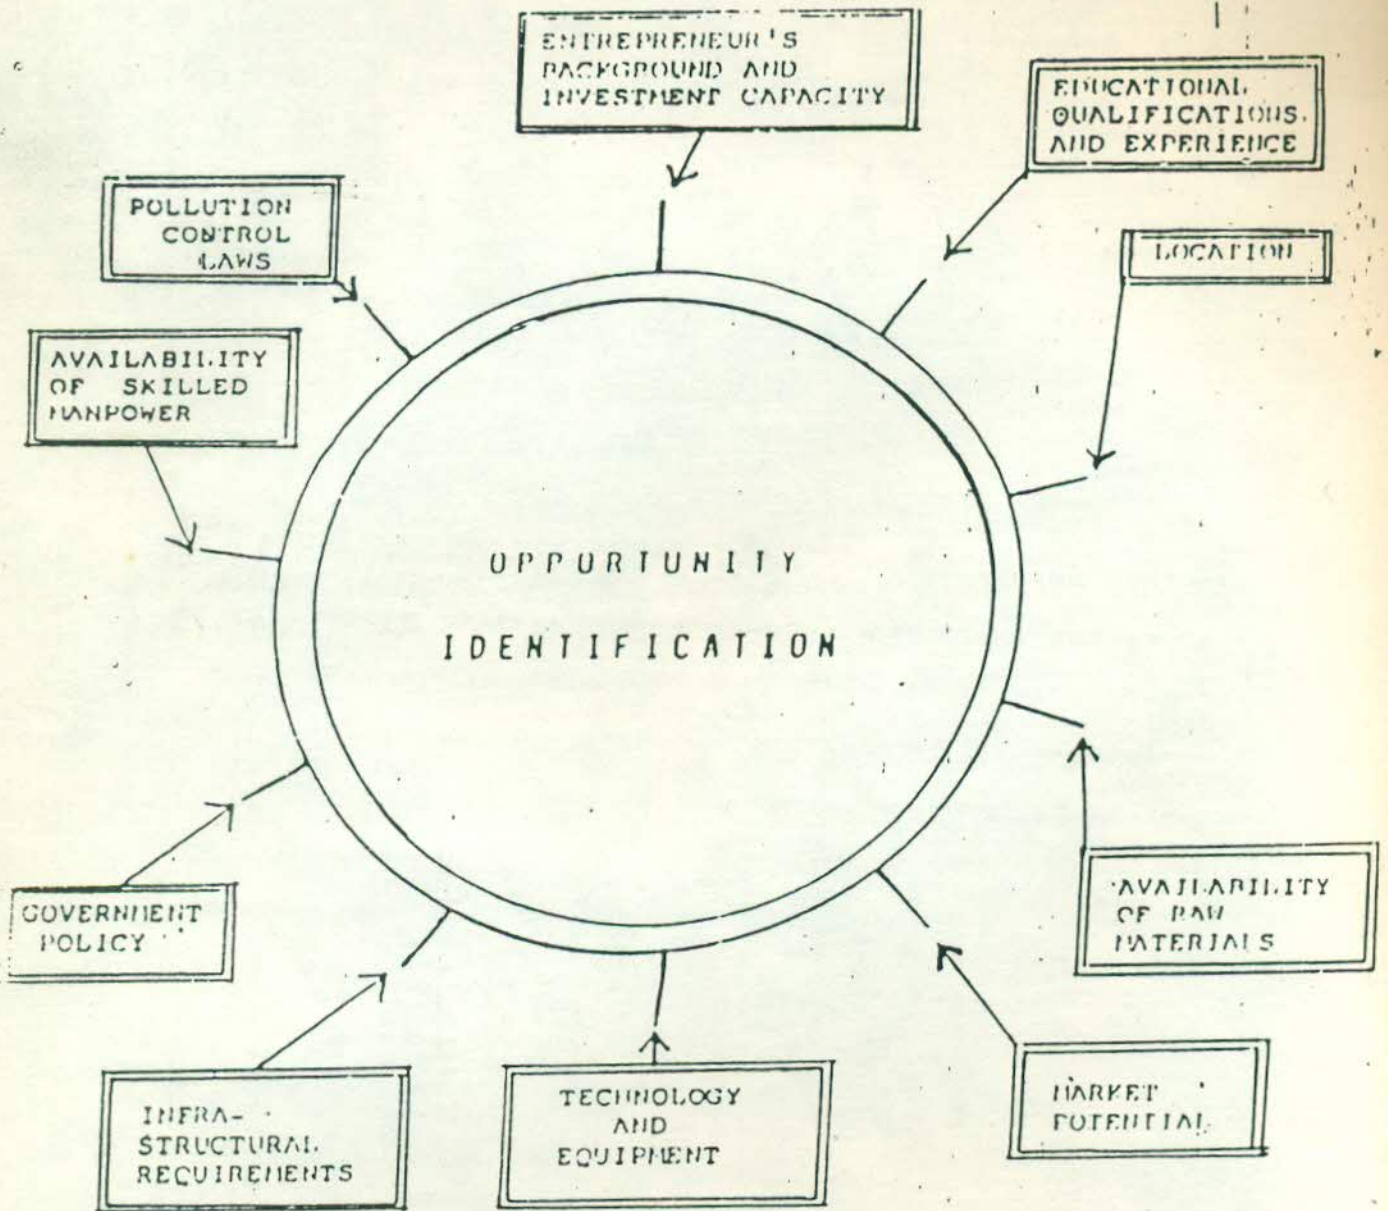 ENTREPRENEUR'S
BACKGROUND AND
INVESTMENT CAPACITY
EDUCATIONAL
QUALIFICATIONS.
AND EXPERIENCE
LOCATION
POLLUTION
CONTROL
LAWS
AVAILABILITY
OF SKILLED
MANPOWER
OPPORTUNITY
IDENTIFICATION
GOVERNMENT
POLICY
AVAILABILITY
OF RAW
MATERIALS
INFRA-
STRUCTURAL
REQUIREMENTS
TECHNOLOGY
AND
EQUIPMENT
MARKET
POTENTIAL